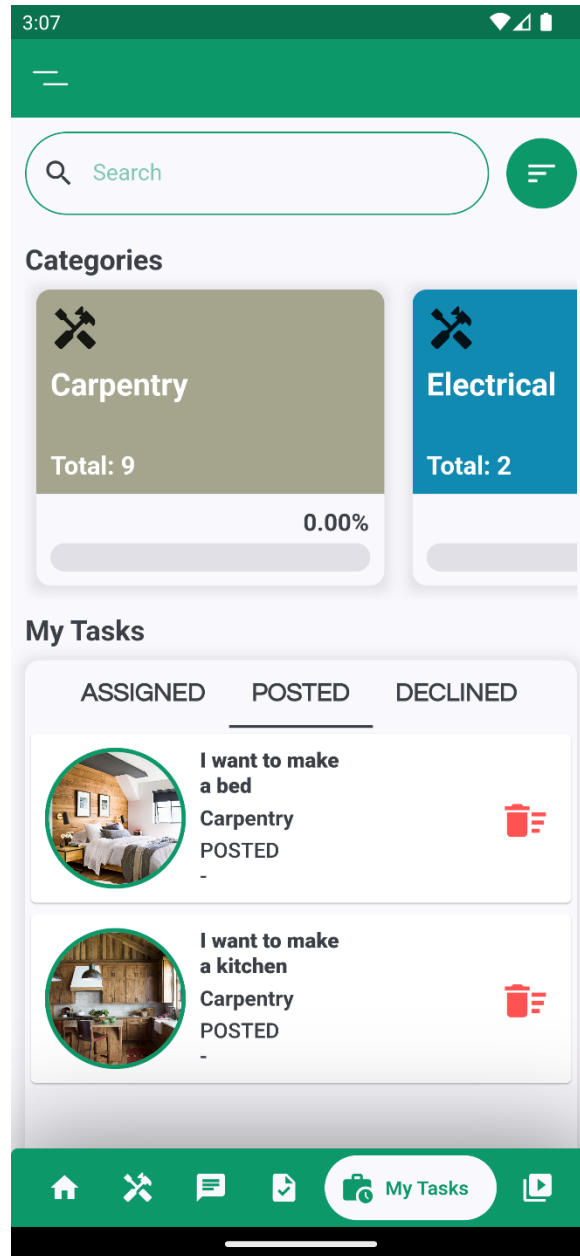 3:07
Search
Categories
Carpentry
Total: 9
0.00%
Electrical
Total: 2
My Tasks
ASSIGNED POSTED DECLINED
I want to make
a bed
Carpentry
POSTED
-
I want to make
a kitchen
Carpentry
POSTED
-
My Tasks